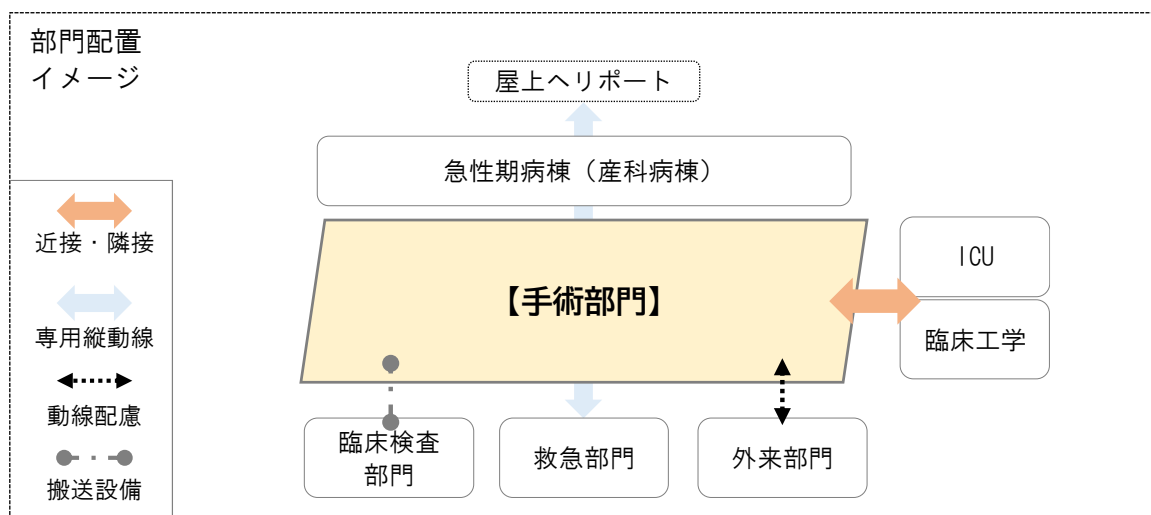 部門配置
イメージ
屋上ヘリポート
急性期病棟（産科病棟）
近接・隣接
専用縦動線
動線配慮
搬送設備
【手術部門】
ICU
臨床工学
臨床検査
部門
救急部門
外来部門